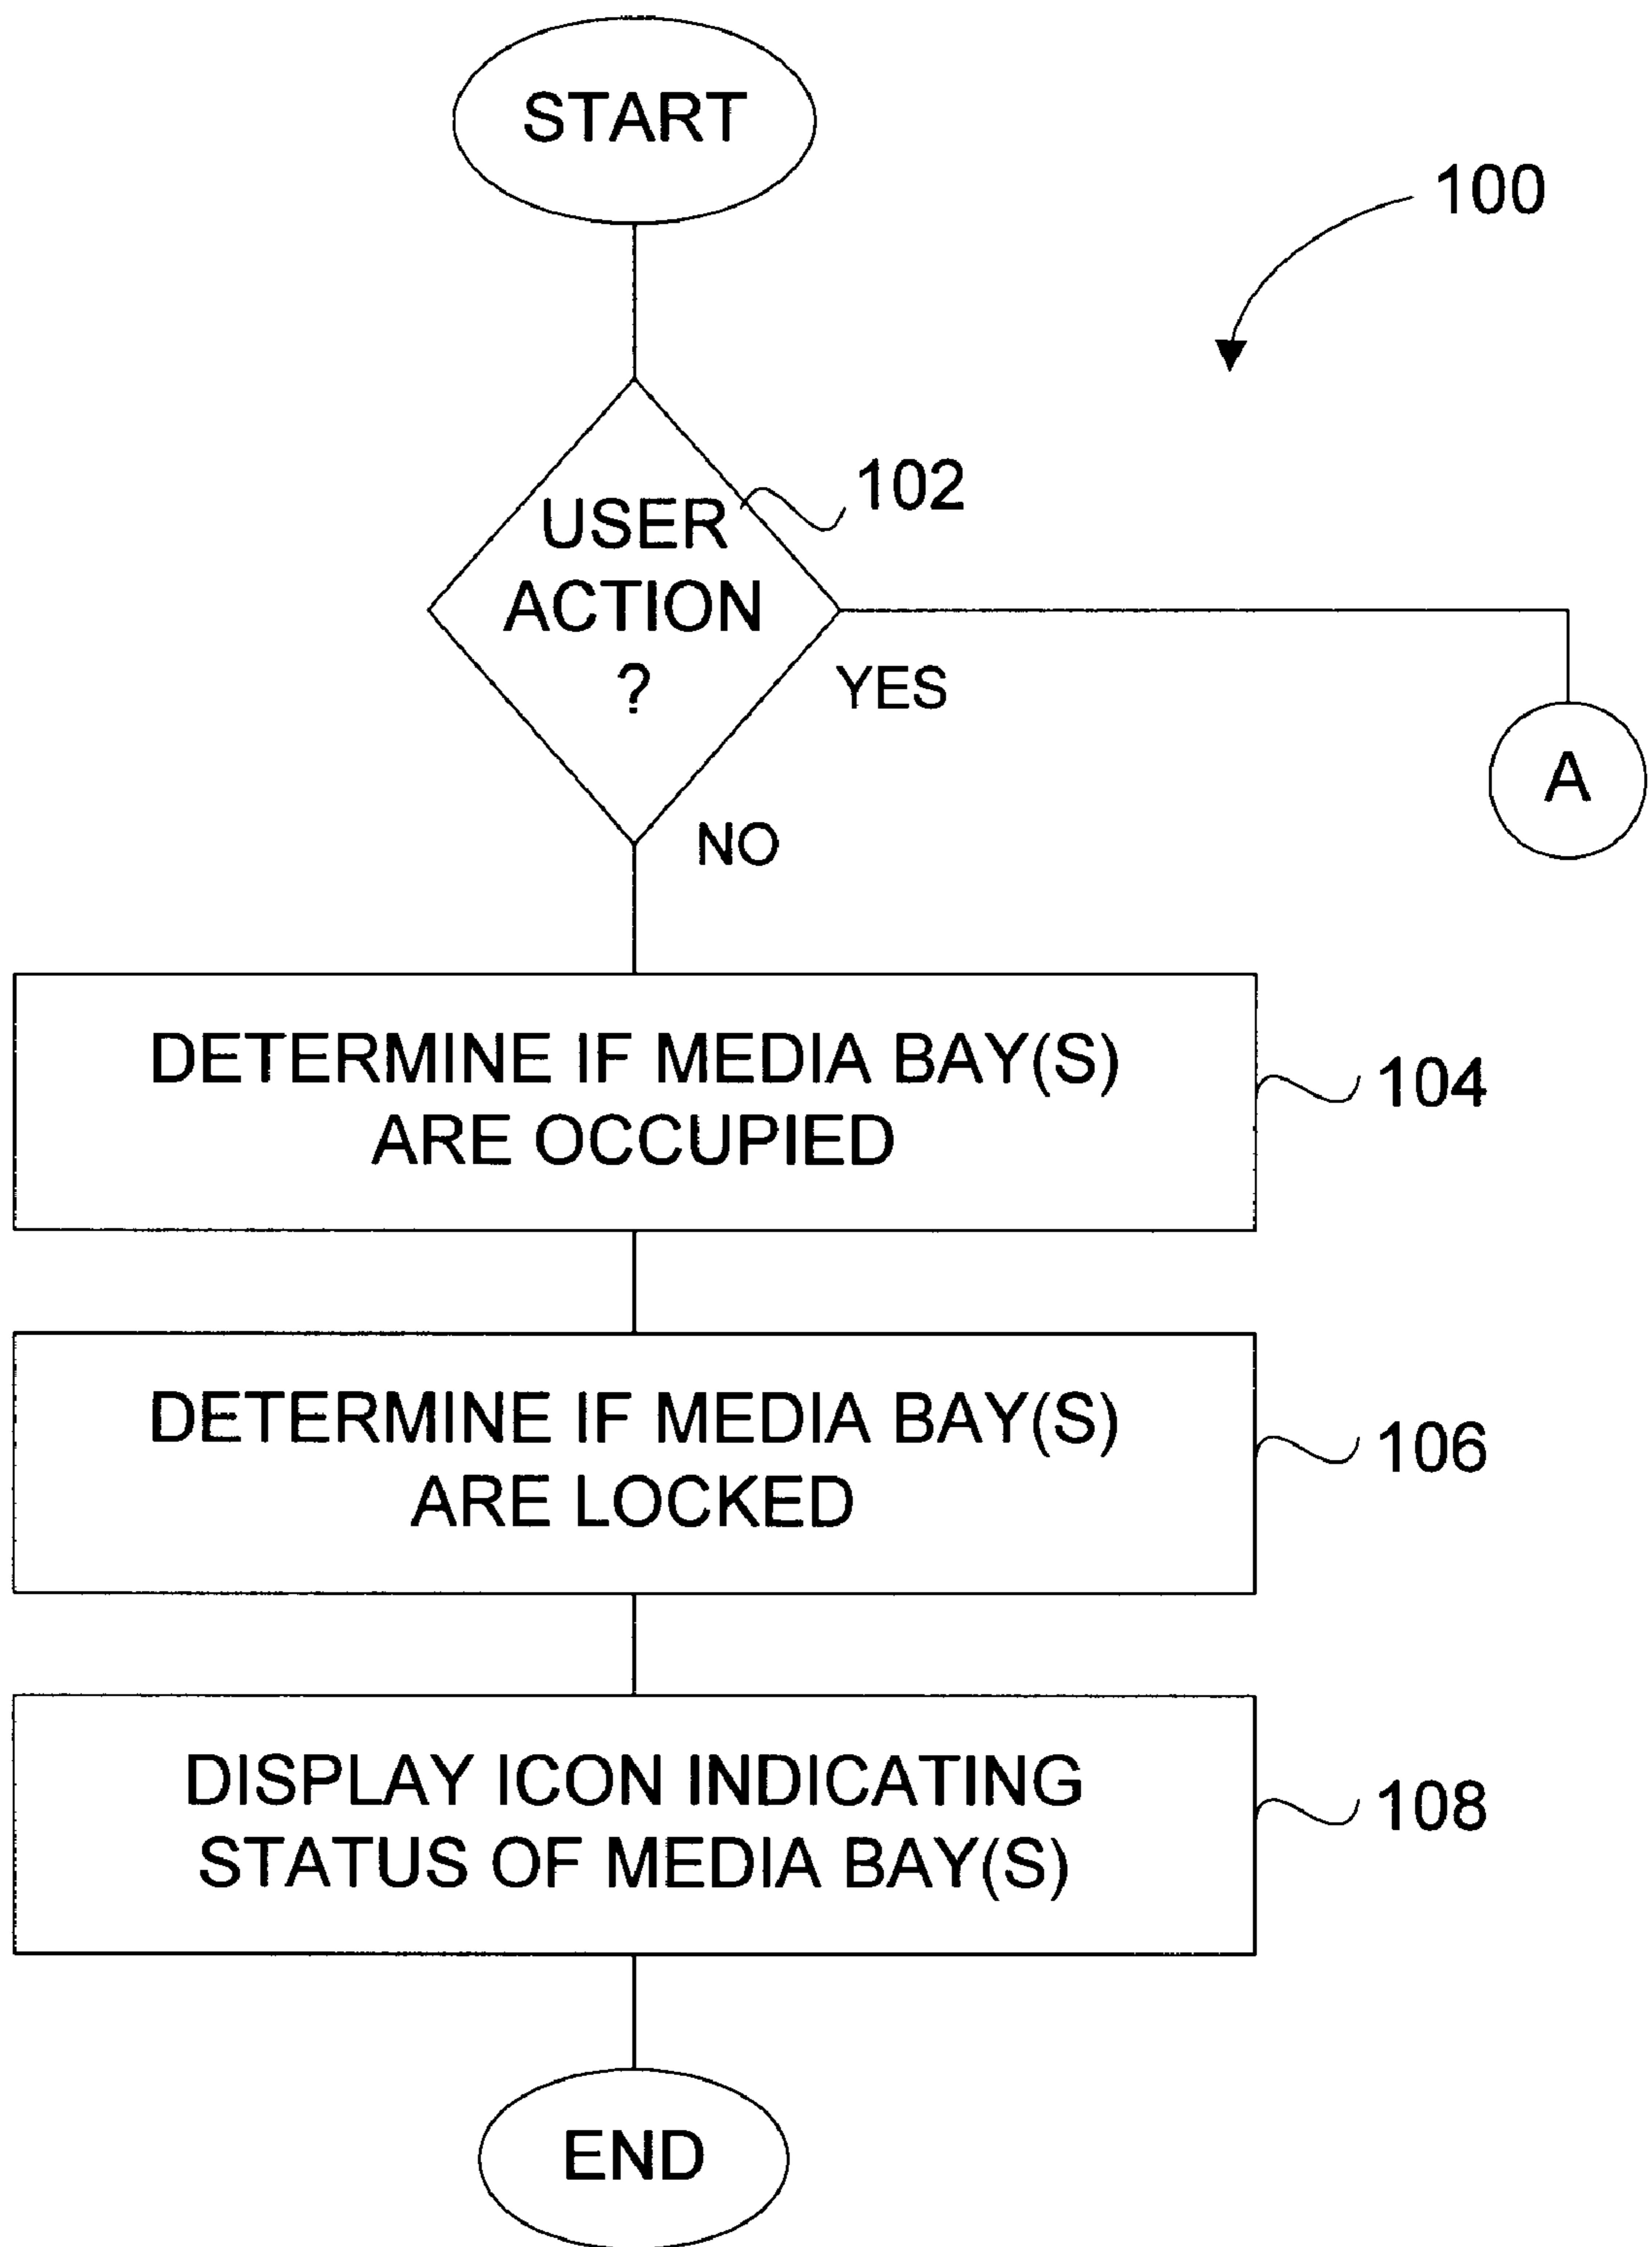 START
100
102
USER
ACTION
?
YES
A
NO
DETERMINE IF MEDIA BAY(S)
ARE OCCUPIED
104
DETERMINE IF MEDIA BAY(S)
ARE LOCKED
106
DISPLAY ICON INDICATING
STATUS OF MEDIA BAY(S)
108
END